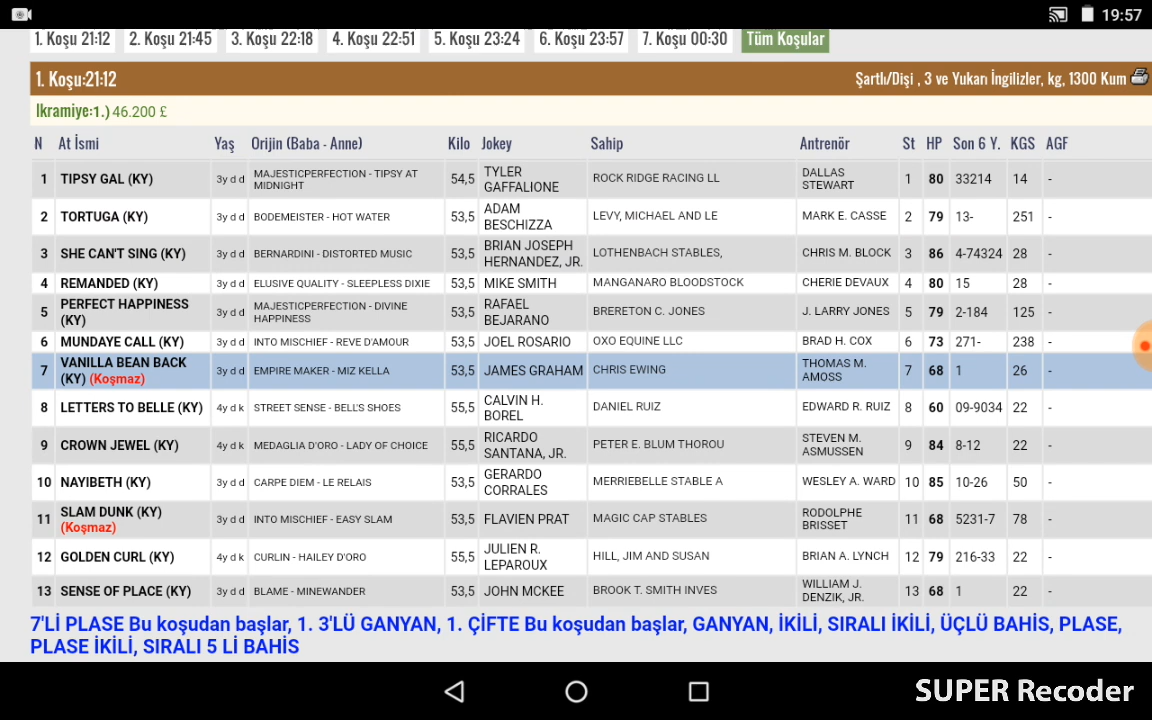 19:57
1. Koşu 21:12 2. Koşu 21:45 3. Koşu 22:18 4. Koşu 22:51 5. Koşu 23:24 6. Koşu 23:57 7. Koşu 00:30 Tüm Koşular
1. Koşu:21:12 Şartlı/Dişi , 3 ve Yukarı İngilizler, kg, 1300 Kum
Ikramiye:1.) 46.200 £
N At İsmi Yaş Orijin (Baba - Anne) Kilo Jokey Sahip Antrenör St HP Son 6 Y. KGS AGF
1 TIPSY GAL (KY) 3y d d MAJESTICPERFECTION - TIPSY AT MIDNIGHT 54,5 TYLER GAFFALIONE ROCK RIDGE RACING LL DALLAS STEWART 1 80 33214 14 -
2 TORTUGA (KY) 3y d d BODEMEISTER - HOT WATER 53,5 ADAM BESCHIZZA LEVY, MICHAEL AND LE MARK E. CASSE 2 79 13- 251 -
3 SHE CAN'T SING (KY) 3y d d BERNARDINI - DISTORTED MUSIC 53,5 BRIAN JOSEPH HERNANDEZ, JR. LOTHENBACH STABLES, CHRIS M. BLOCK 3 86 4-74324 28 -
4 REMANDED (KY) 3y d d ELUSIVE QUALITY - SLEEPLESS DIXIE 53,5 MIKE SMITH MANGANARO BLOODSTOCK CHERIE DEVAUX 4 80 15 28 -
5 PERFECT HAPPINESS (KY) 3y d d MAJESTICPERFECTION - DIVINE HAPPINESS 53,5 RAFAEL BEJARANO BRERETON C. JONES J. LARRY JONES 5 79 2-184 125 -
6 MUNDAYE CALL (KY) 3y d d INTO MISCHIEF - REVE D'AMOUR 53,5 JOEL ROSARIO OXO EQUINE LLC BRAD H. COX 6 73 271- 238 -
7 VANILLA BEAN BACK (KY) (Koşmaz) 3y d d EMPIRE MAKER - MIZ KELLA 53,5 JAMES GRAHAM CHRIS EWING THOMAS M. AMOSS 7 68 1 26 -
8 LETTERS TO BELLE (KY) 4y d k STREET SENSE - BELL'S SHOES 55,5 CALVIN H. BOREL DANIEL RUIZ EDWARD R. RUIZ 8 60 09-9034 22 -
9 CROWN JEWEL (KY) 4y d k MEDAGLIA D'ORO - LADY OF CHOICE 55,5 RICARDO SANTANA, JR. PETER E. BLUM THOROU STEVEN M. ASMUSSEN 9 84 8-12 22 -
10 NAYIBETH (KY) 3y d d CARPE DIEM - LE RELAIS 53,5 GERARDO CORRALES MERRIEBELLE STABLE A WESLEY A. WARD 10 85 10-26 50 -
11 SLAM DUNK (KY) (Koşmaz) 3y d d INTO MISCHIEF - EASY SLAM 53,5 FLAVIEN PRAT MAGIC CAP STABLES RODOLPHE BRISSET 11 68 5231-7 78 -
12 GOLDEN CURL (KY) 4y d k CURLIN - HAILEY D'ORO 55,5 JULIEN R. LEPAROUX HILL, JIM AND SUSAN BRIAN A. LYNCH 12 79 216-33 22 -
13 SENSE OF PLACE (KY) 3y d d BLAME - MINEWANDER 53,5 JOHN MCKEE BROOK T. SMITH INVES WILLIAM J. DENZIK, JR. 13 68 1 22 -
7'Lİ PLASE Bu koşudan başlar, 1. 3'LÜ GANYAN, 1. ÇİFTE Bu koşudan başlar, GANYAN, İKİLİ, SIRALI İKİLİ, ÜÇLÜ BAHİS, PLASE,
PLASE İKİLİ, SIRALI 5 Lİ BAHİS
SUPER Recoder